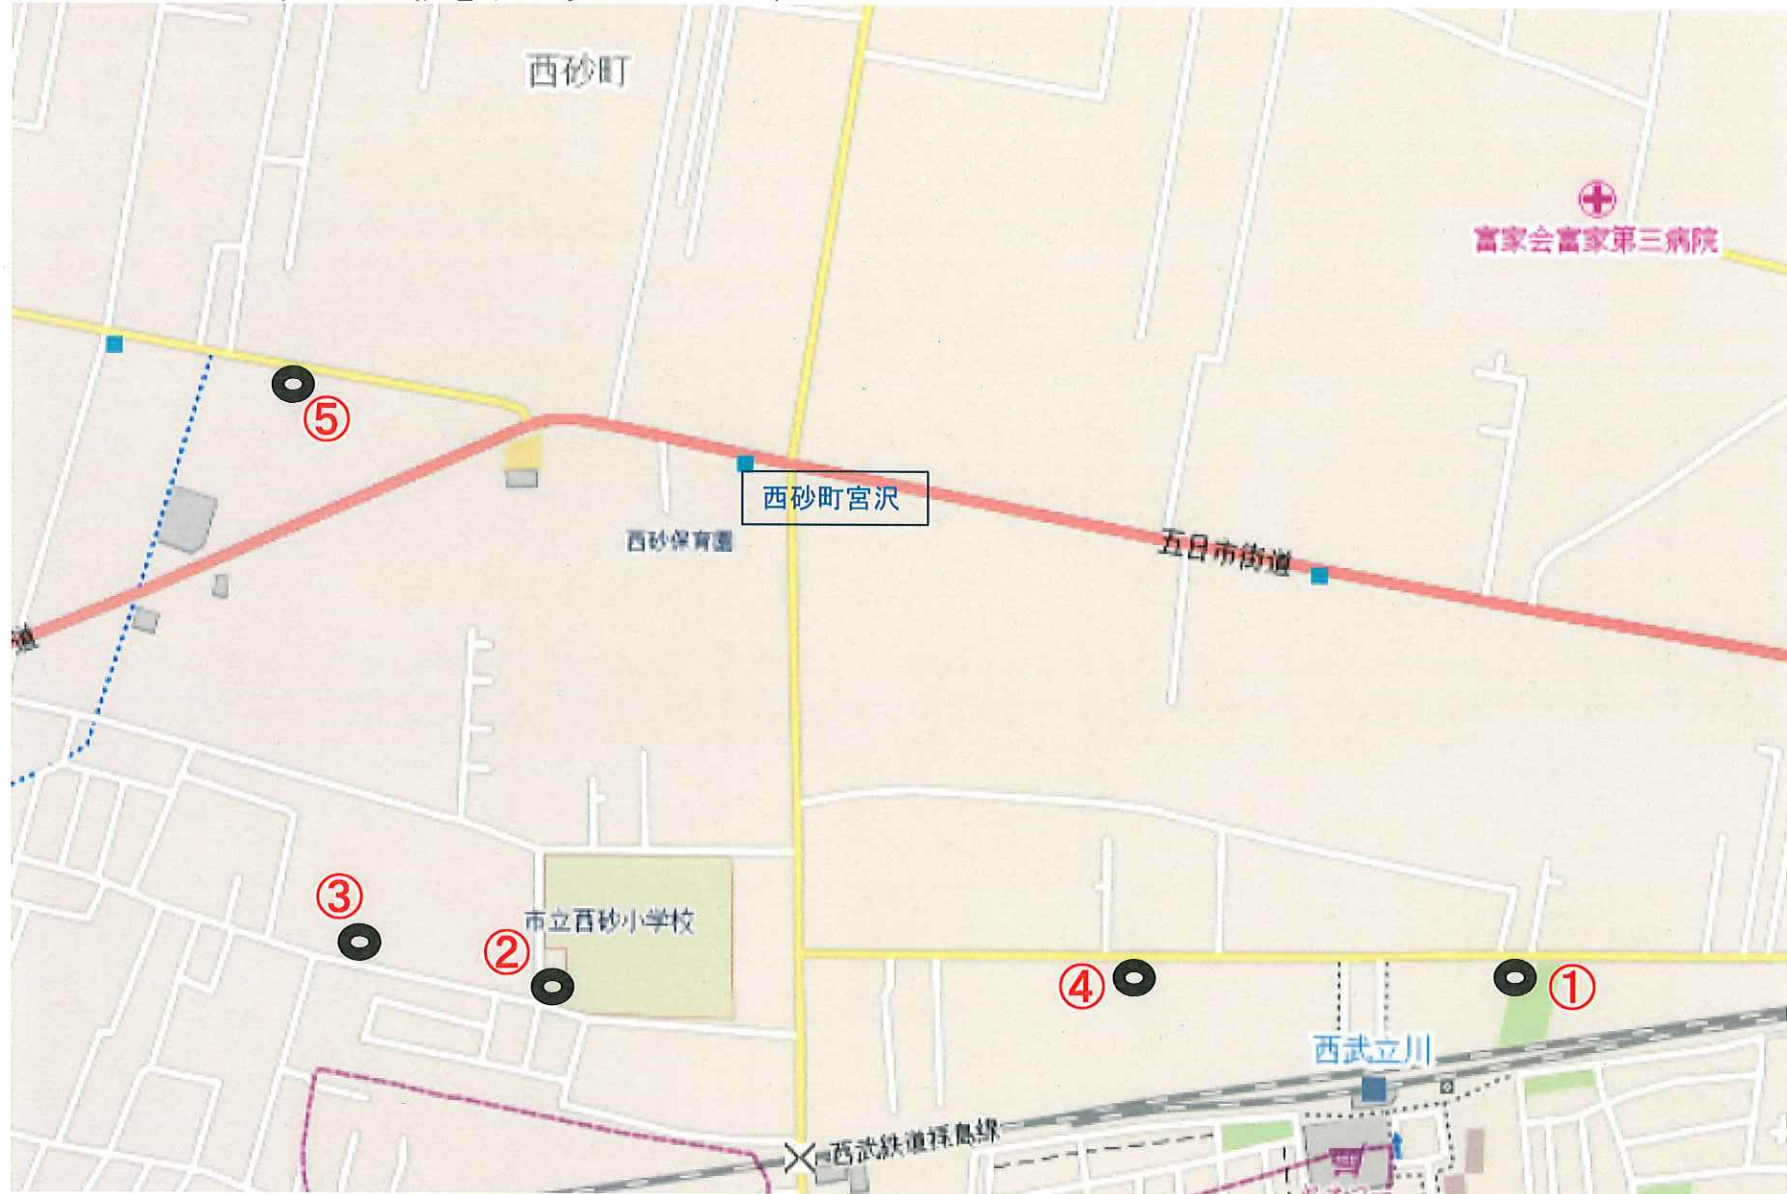 西砂町
富家会富家第三病院
⑤
西砂町宮沢
西砂保育園
五日市街道
道
③
市立西砂小学校
②
④
①
西武立川
西武鉄道拝島線